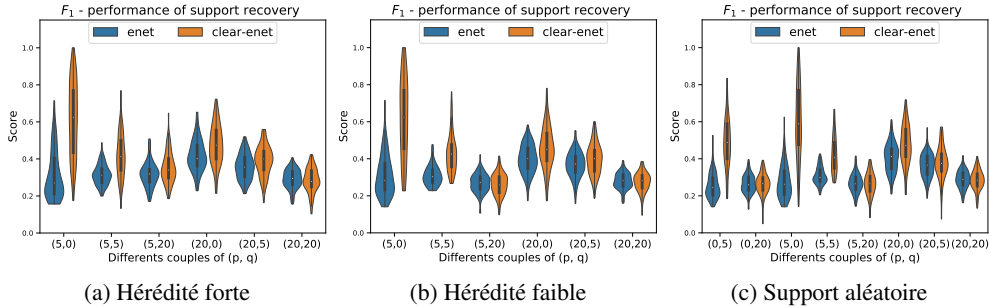 F₁ - performance of support recovery
enet clear-enet
1.0
0.8
0.6
0.4
0.2
0.0
Score
(5,0) (5,5) (5,20) (20,0) (20,5) (20,20)
Differents couples of (p, q)
(a) Hérédité forte
F₁ - performance of support recovery
enet clear-enet
1.0
0.8
0.6
0.4
0.2
0.0
Score
(5,0) (5,5) (5,20) (20,0) (20,5) (20,20)
Differents couples of (p, q)
(b) Hérédité faible
F₁ - performance of support recovery
enet clear-enet
1.0
0.8
0.6
0.4
0.2
0.0
Score
(0,5) (0,20) (5,0) (5,5) (5,20) (20,0) (20,5) (20,20)
Differents couples of (p, q)
(c) Support aléatoire